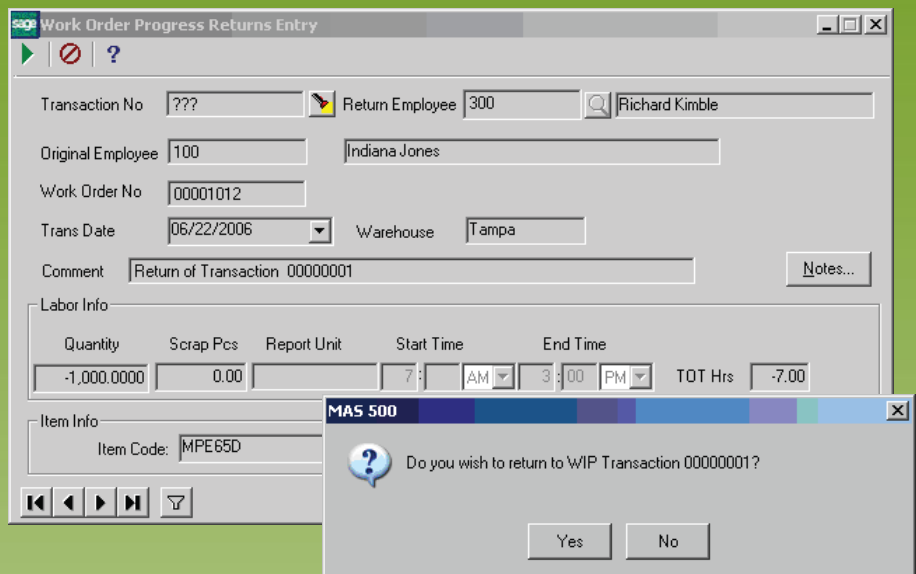 sage Work Order Progress Returns Entry
?
Transaction No ??? Return Employee 300 Richard Kimble
Original Employee 100 Indiana Jones
Work Order No 00001012
Trans Date 06/22/2006 Warehouse Tampa
Comment Return of Transaction 00000001 Notes...
Labor Info
Quantity Scrap Pcs Report Unit Start Time End Time
-1,000.0000 0.00 7 : AM 3 : 00 PM TOT Hrs -7.00
Item Info
Item Code: MPE65D
MAS 500
? Do you wish to return to WIP Transaction 00000001?
Yes No